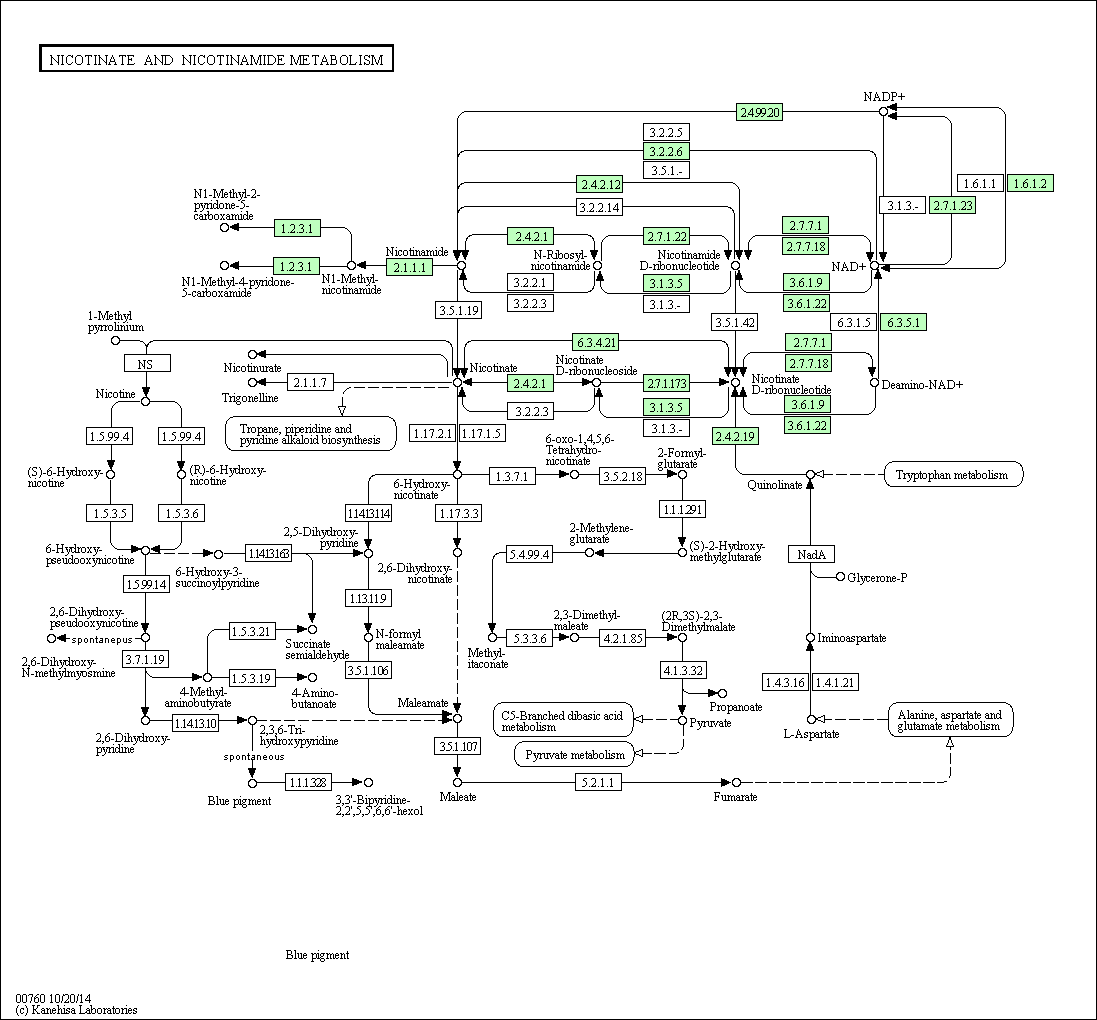 NICOTINATE AND NICOTINAMIDE METABOLISM
NADP+
2.4.99.20
3.2.2.5
3.2.2.6
3.5.1.-
1.6.1.1
1.6.1.2
2.4.2.12
N1-Methyl-2-
pyridone-5-
carboxamide
3.2.2.14
3.1.3.-
2.7.1.23
1.2.3.1
2.4.2.1
2.7.1.22
2.7.7.1
2.7.7.18
Nicotinamide
N-Ribosyl-
nicotinamide
Nicotinamide
D-ribonucleotide
NAD+
1.2.3.1
2.1.1.1
N1-Methyl-4-pyridone-
5-carboxamide
N1-Methyl-
nicotinamide
3.2.2.1
3.2.2.3
3.1.3.5
3.1.3.-
3.6.1.9
3.6.1.22
3.5.1.19
3.5.1.42
6.3.1.5
6.3.5.1
1-Methyl
pyrrolinium
6.3.4.21
2.7.7.1
2.7.7.18
NS
Nicotinurate
Nicotinate
Nicotinate
D-ribonucleoside
Nicotinate
D-ribonucleotide
Deamino-NAD+
2.1.1.7
2.4.2.1
2.7.1.173
Trigonelline
Nicotine
3.2.2.3
3.1.3.5
3.1.3.-
3.6.1.9
3.6.1.22
Tropane, piperidine and
pyridine alkaloid biosynthesis
1.17.2.1
1.17.1.5
2.4.2.19
1.5.99.4
1.5.99.4
6-oxo-1,4,5,6-
Tetrahydro-
nicotinate
2-Formyl-
glutarate
(S)-6-Hydroxy-
nicotine
(R)-6-Hydroxy-
nicotine
6-Hydroxy-
nicotinate
1.3.7.1
3.5.2.18
Quinolinate
Tryptophan metabolism
1.5.3.5
1.5.3.6
1.14.13.114
1.17.3.3
1.1.1.291
2,5-Dihydroxy-
pyridine
2-Methylene-
glutarate
6-Hydroxy-
pseudooxynicotine
1.14.13.163
5.4.99.4
(S)-2-Hydroxy-
methylglutarate
NadA
6-Hydroxy-3-
succinoylpyridine
2,6-Dihydroxy-
nicotinate
Glycerone-P
1.5.99.14
1.13.11.9
2,6-Dihydroxy-
pseudooxynicotine
spontanepus
1.5.3.21
Succinate
semialdehyde
N-formyl
maleamate
2,3-Dimethyl-
maleate
(2R,3S)-2,3-
Dimethylmalate
5.3.3.6
4.2.1.85
Iminoaspartate
Methyl-
itaconate
3.7.1.19
2,6-Dihydroxy-
N-methylmyosmine
1.5.3.19
4-Methyl-
aminobutyrate
4-Amino-
butanoate
3.5.1.106
4.1.3.32
1.4.3.16
1.4.1.21
Maleamate
Propanoate
1.14.13.10
2,6-Dihydroxy-
pyridine
2,3,6-Tri-
hydroxypyridine
C5-Branched dibasic acid
metabolism
Pyruvate
L-Aspartate
Alanine, aspartate and
glutamate metabolism
spontaneous
3.5.1.107
Pyruvate metabolism
1.1.1.328
5.2.1.1
Blue pigment
3,3'-Bipyridine-
2,2',5,5',6,6'-hexol
Maleate
Fumarate
Blue pigment
00760 10/20/14
(c) Kanehisa Laboratories